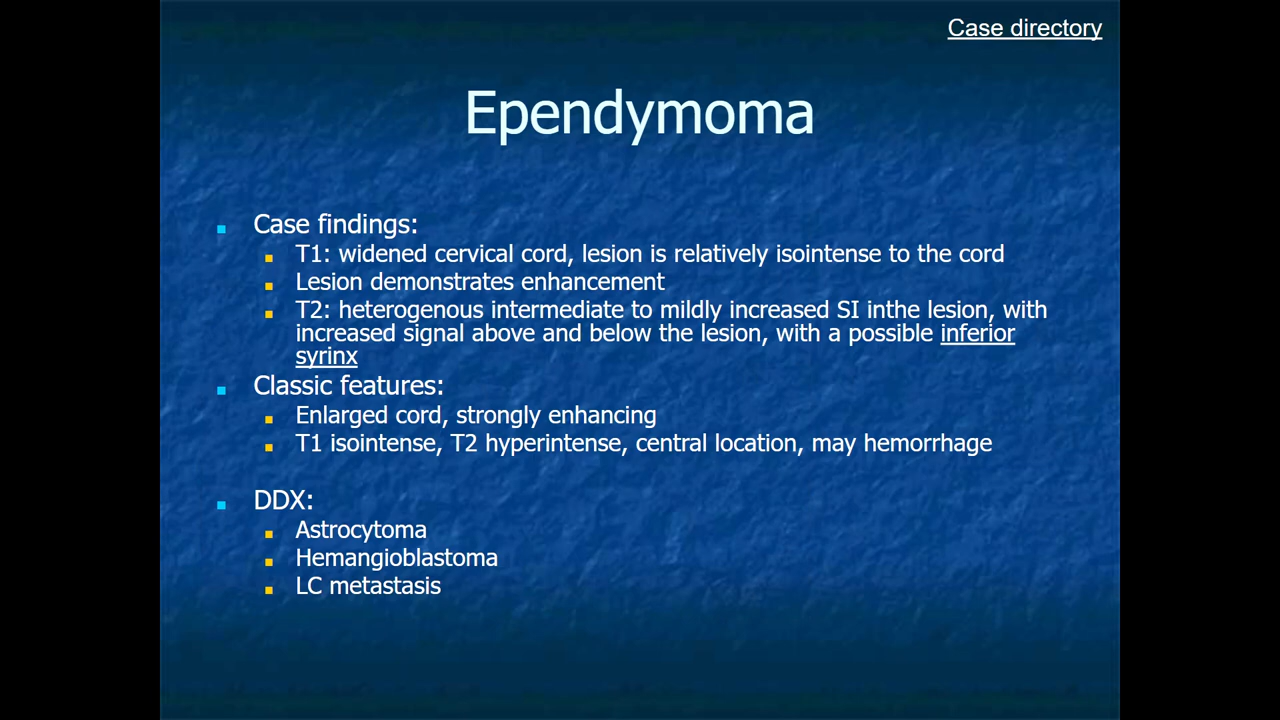 Case directory
Ependymoma
Case findings:
T1: widened cervical cord, lesion is relatively isointense to the cord
Lesion demonstrates enhancement
T2: heterogenous intermediate to mildly increased SI inthe lesion, with
increased signal above and below the lesion, with a possible inferior
syrinx
Classic features:
Enlarged cord, strongly enhancing
T1 isointense, T2 hyperintense, central location, may hemorrhage
DDX:
Astrocytoma
Hemangioblastoma
LC metastasis